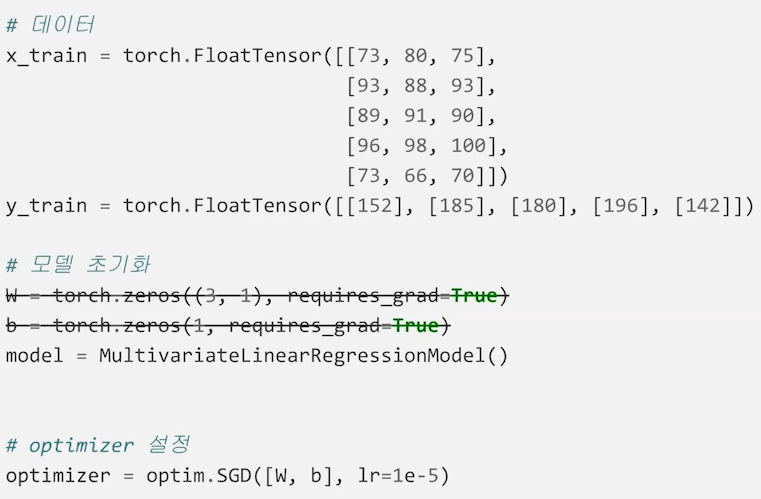 # 데이터
x_train = torch.FloatTensor([[73, 80, 75],
[93, 88, 93],
[89, 91, 90],
[96, 98, 100],
[73, 66, 70]])
y_train = torch.FloatTensor([[152], [185], [180], [196], [142]])
# 모델 초기화
W = torch.zeros((3, 1), requires_grad=True)
b = torch.zeros(1, requires_grad=True)
model = MultivariateLinearRegressionModel()
# optimizer 설정
optimizer = optim.SGD([W, b], lr=1e-5)